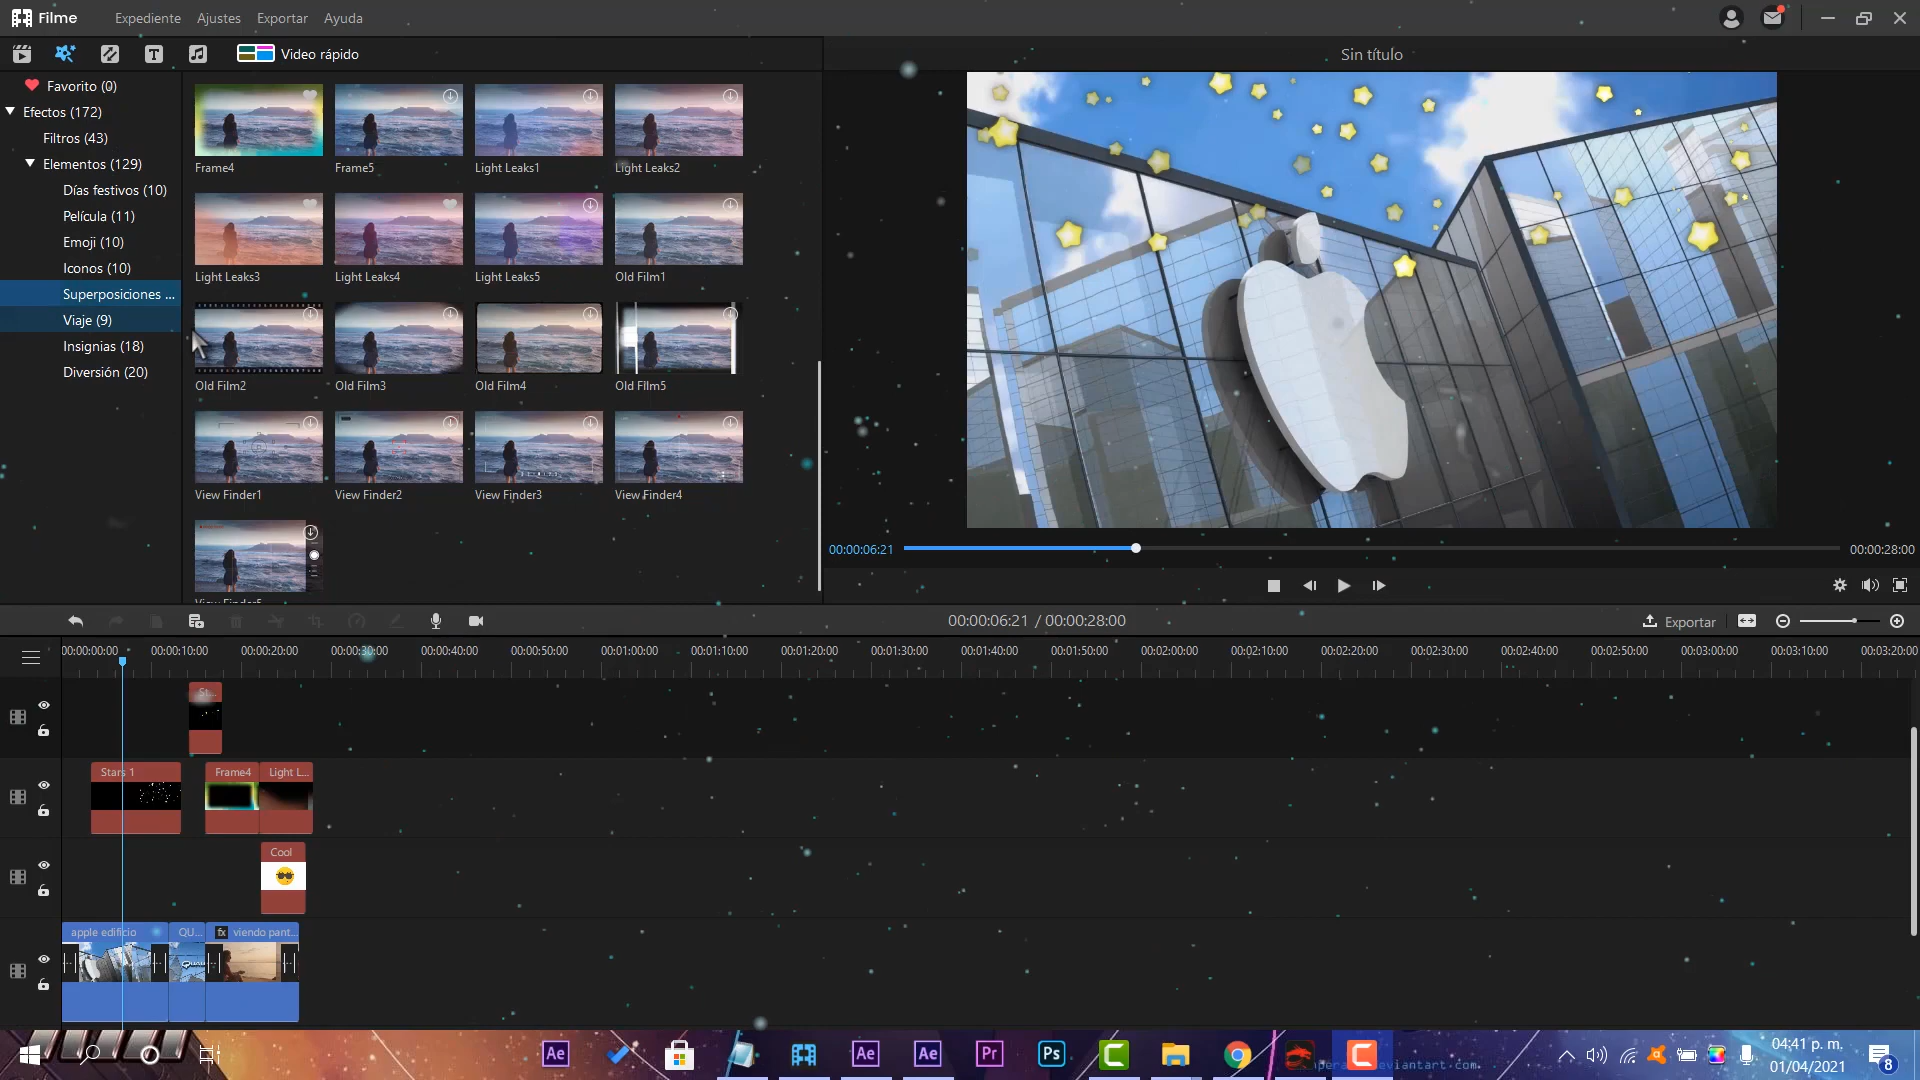 Filme
Expediente
Ajustes
Exportar
Ayuda
Video rápido
Sin título
Favorito (0)
Efectos (172)
Filtros (43)
Elementos (129)
Días festivos (10)
Película (11)
Emoji (10)
Iconos (10)
Superposiciones ...
Viaje (9)
Insignias (18)
Diversión (20)
Frame4
Frame5
Light Leaks1
Light Leaks2
Light Leaks3
Light Leaks4
Light Leaks5
Old Film1
Old Film2
Old Film3
Old Film4
Old FIlm5
View Finder1
View Finder2
View Finder3
View Finder4
View Finder5
00:00:06:21
00:00:28:00
00:00:06:21 / 00:00:28:00
Exportar
00:00:00:00
00:00:10:00
00:00:20:00
00:00:30:00
00:00:40:00
00:00:50:00
00:01:00:00
00:01:10:00
00:01:20:00
00:01:30:00
00:01:40:00
00:01:50:00
00:02:00:00
00:02:10:00
00:02:20:00
00:02:30:00
00:02:40:00
00:02:50:00
00:03:00:00
00:03:10:00
00:03:20:00
St...
Stars 1
Frame4
Light L...
Cool
apple edificio
QU...
fx viendo pant...
Ae
Ae
Ae
Pr
Ps
deviantart.com
04:41 p. m.
01/04/2021
8